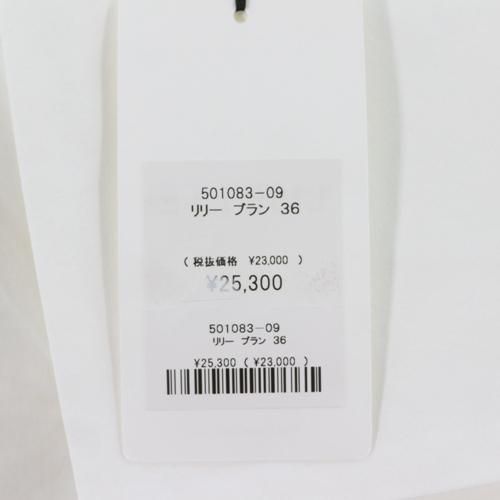 501083-09
リリー ブラン 36
( 税抜価格 ¥23,000 )
¥25,300
501083-09
リリー ブラン 36
¥25,300 ( ¥23,000 )